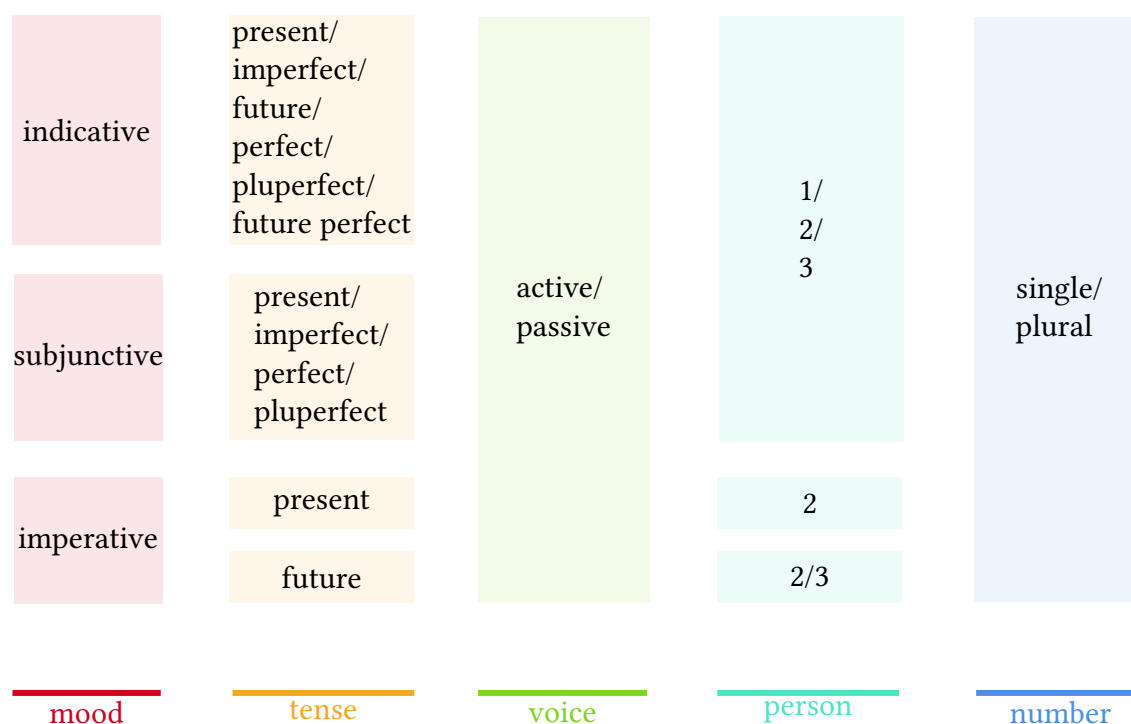 indicative
present/
imperfect/
future/
perfect/
pluperfect/
future perfect
subjunctive
present/
imperfect/
perfect/
pluperfect
imperative
present
future
active/
passive
1/
2/
3
2
2/3
single/
plural
mood
tense
voice
person
number